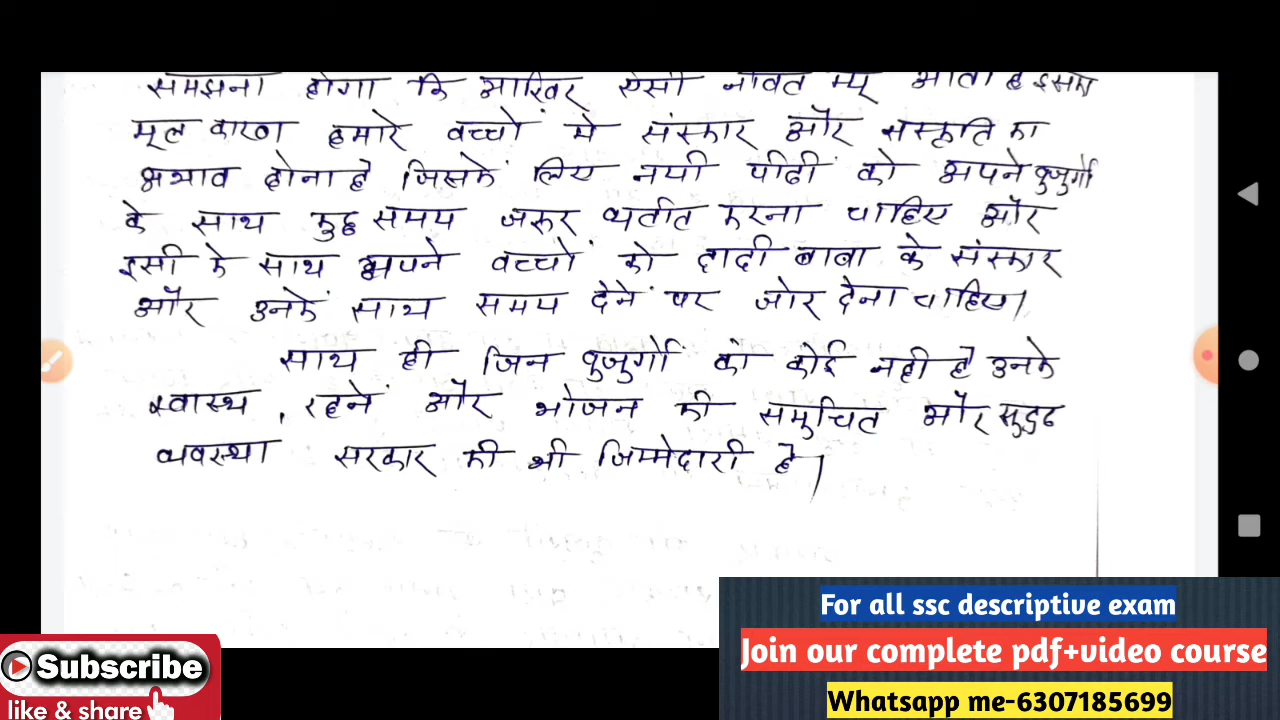 समझना होगा कि आखिर ऐसी नौबत क्यू आती है इसका
मूल कारण हमारे बच्चों मे संस्कार और संस्कृति का
अभाव होना है जिसके लिए नयी पीढी को अपने बुजुर्गो
के साथ कुछ समय जरूर व्यतीत करना चाहिए और
इसी के साथ अपने बच्चों को दादी बाबा के संस्कार
और उनके साथ समय देने पर जोर देना चाहिए।
साथ ही जिन बुजुर्गो का कोई नही है उनके
स्वास्थ, रहने और भोजन की समुचित और सुदृढ
व्यवस्था सरकार की भी जिम्मेदारी है।
For all ssc descriptive exam
Join our complete pdf+video course
Whatsapp me-6307185699
Subscribe
like & share